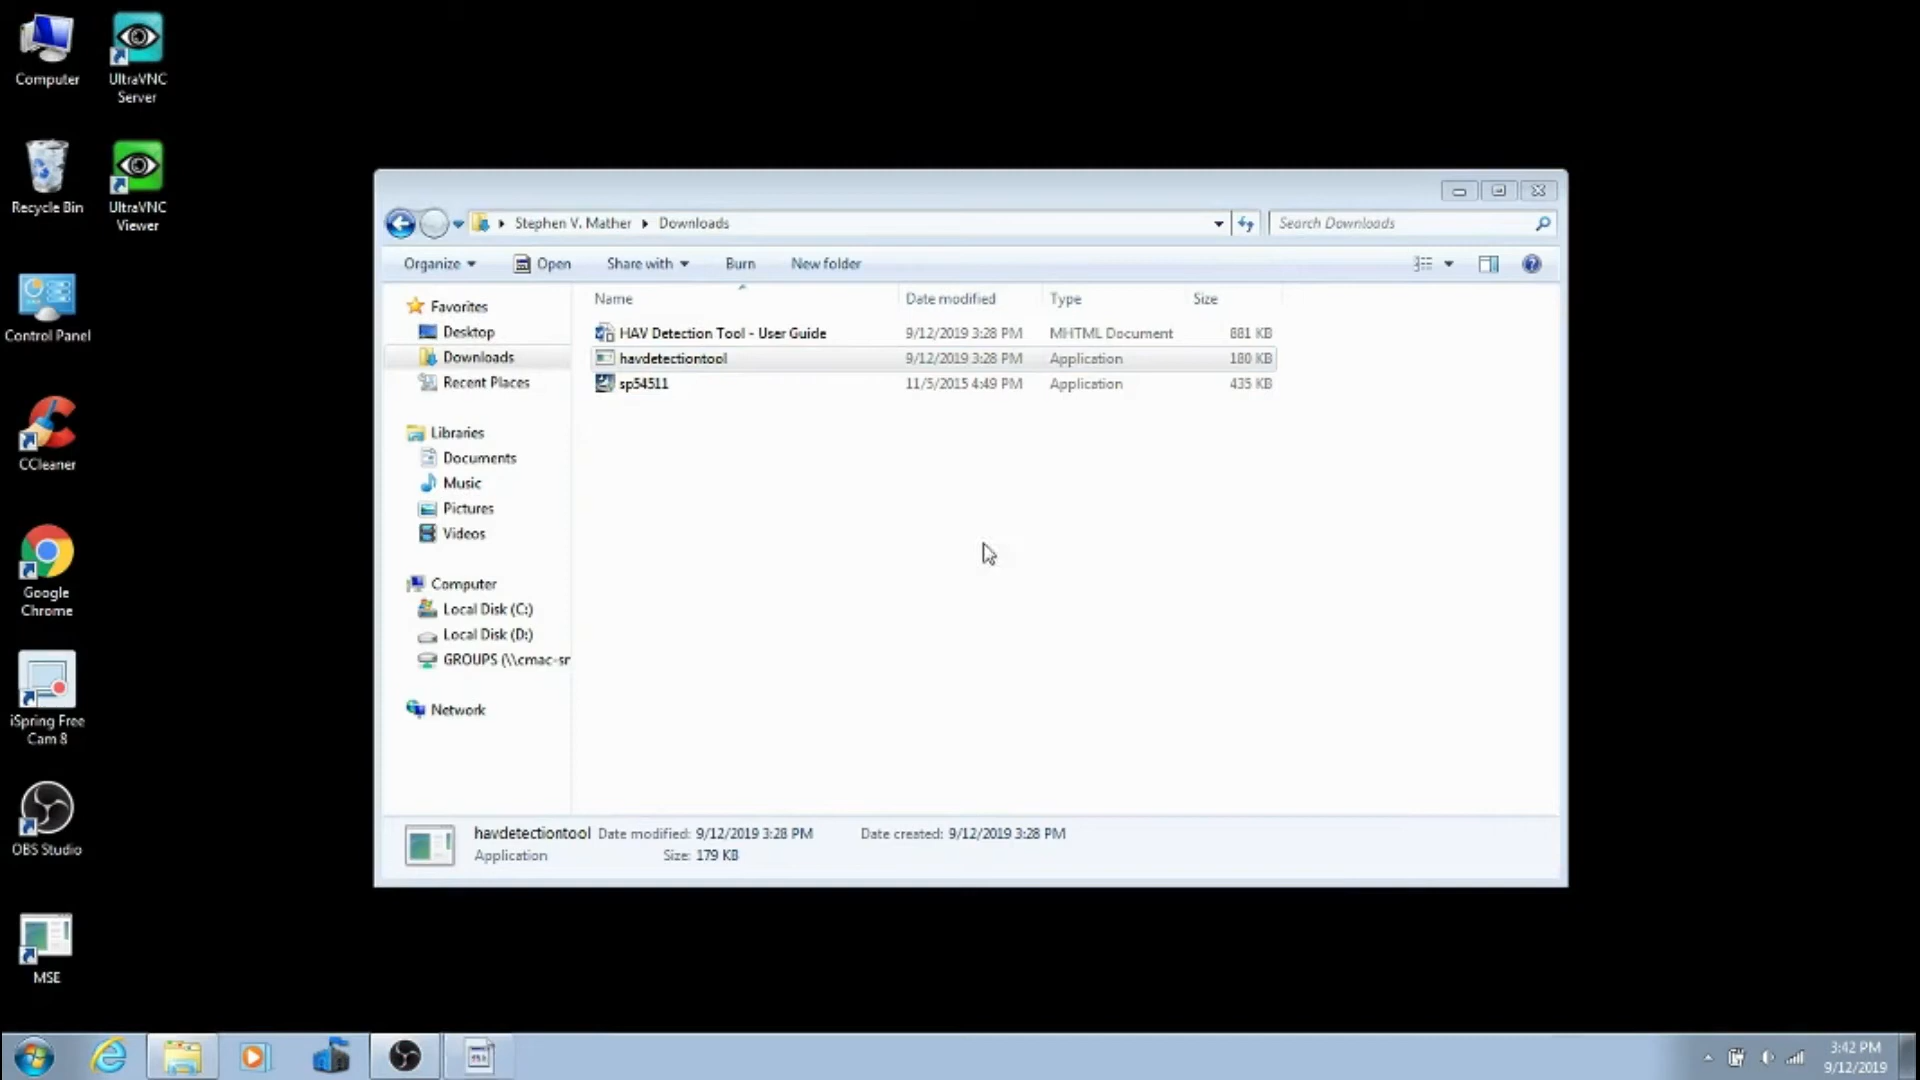 Computer
UltraVNC
Server
Recycle Bin
UltraVNC
Viewer
Control Panel
CCleaner
Google
Chrome
iSpring Free
Cam 8
OBS Studio
MSE
Stephen V. Mather
Downloads
Search Downloads
Organize
Open
Share with
Burn
New folder
Favorites
Desktop
Downloads
Recent Places
Libraries
Documents
Music
Pictures
Videos
Computer
Local Disk (C:)
Local Disk (D:)
GROUPS (\\cmac-sr
Network
Name Date modified Type Size
HAV Detection Tool - User Guide 9/12/2019 3:28 PM MHTML Document 881 KB
havdetectiontool 9/12/2019 3:28 PM Application 180 KB
sp54511 11/5/2015 4:49 PM Application 435 KB
havdetectiontool Date modified: 9/12/2019 3:28 PM Date created: 9/12/2019 3:28 PM
Application Size: 179 KB
3:42 PM
9/12/2019